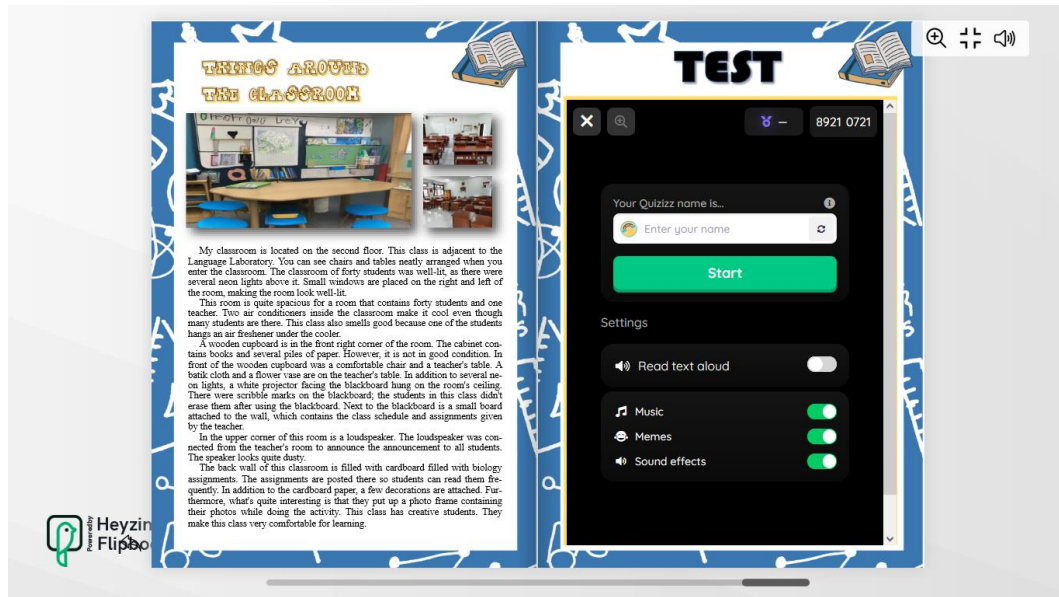 THINGS AROUND
THE CLASSROOM
My classroom is located on the second floor. This class is adjacent to the
Language Laboratory. You can see chairs and tables neatly arranged when you
enter the classroom. The classroom of forty students was well-lit, as there were
several neon lights above it. Small windows are placed on the right and left of
the room, making the room look well-lit.
This room is quite spacious for a room that contains forty students and one
teacher. Two air conditioners inside the classroom make it cool even though
many students are there. This class also smells good because one of the students
hangs an air freshener under the cooler.
A wooden cupboard is in the front right corner of the room. The cabinet con-
tains books and several piles of paper. However, it is not in good condition. In
front of the wooden cupboard was a comfortable chair and a teacher's table. A
batik cloth and a flower vase are on the teacher's table. In addition to several ne-
on lights, a white projector facing the blackboard hung on the room's ceiling.
There were scribble marks on the blackboard; the students in this class didn't
erase them after using the blackboard. Next to the blackboard is a small board
attached to the wall, which contains the class schedule and assignments given
by the teacher.
In the upper corner of this room is a loudspeaker. The loudspeaker was con-
nected from the teacher's room to announce the announcement to all students.
The speaker looks quite dusty.
The back wall of this classroom is filled with cardboard filled with biology
assignments. The assignments are posted there so students can read them fre-
quently. In addition to the cardboard paper, a few decorations are attached. Fur-
thermore, what's quite interesting is that they put up a photo frame containing
their photos while doing the activity. This class has creative students. They
make this class very comfortable for learning.
Powered by
Heyzin
Flipbo
TEST
8921 0721
Your Quizizz name is...
Enter your name
Start
Settings
Read text aloud
Music
Memes
Sound effects